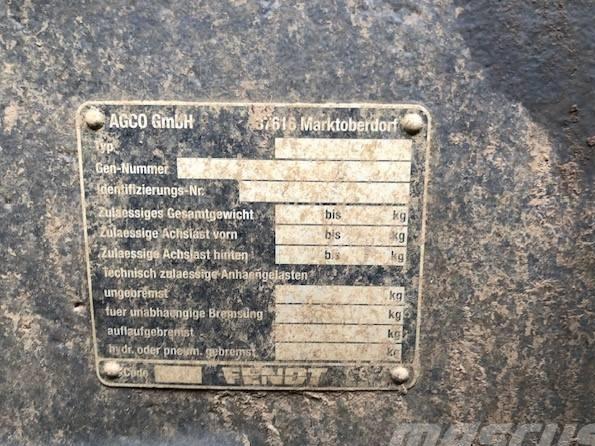 AGCO GmbH 87616 Marktoberdorf
Typ
Gen-Nummer
Identifizierungs-Nr.
Zulaessiges Gesamtgewicht bis kg
Zulaessige Achslast vorn bis kg
Zulaessige Achslast hinten bis kg
Technisch zulaessige Anhaengelasten
ungebremst kg
fuer unabhaengige Bremsung kg
auflaufgebremst kg
hydr. oder pneum. gebremst kg
Code FENDT